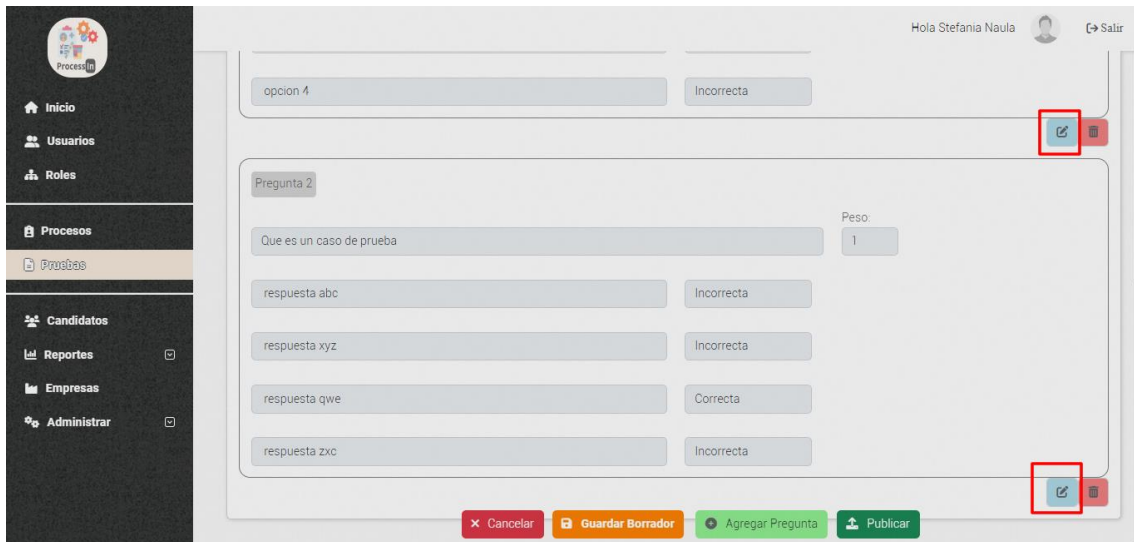 ProcessIn
Hola Stefania Naula
Salir
Inicio
Usuarios
Roles
Procesos
Pruebas
Candidatos
Reportes
Empresas
Administrar
opcion 4 Incorrecta
Pregunta 2
Peso:
Que es un caso de prueba 1
respuesta abc Incorrecta
respuesta xyz Incorrecta
respuesta qwe Correcta
respuesta zxc Incorrecta
Cancelar Guardar Borrador Agregar Pregunta Publicar